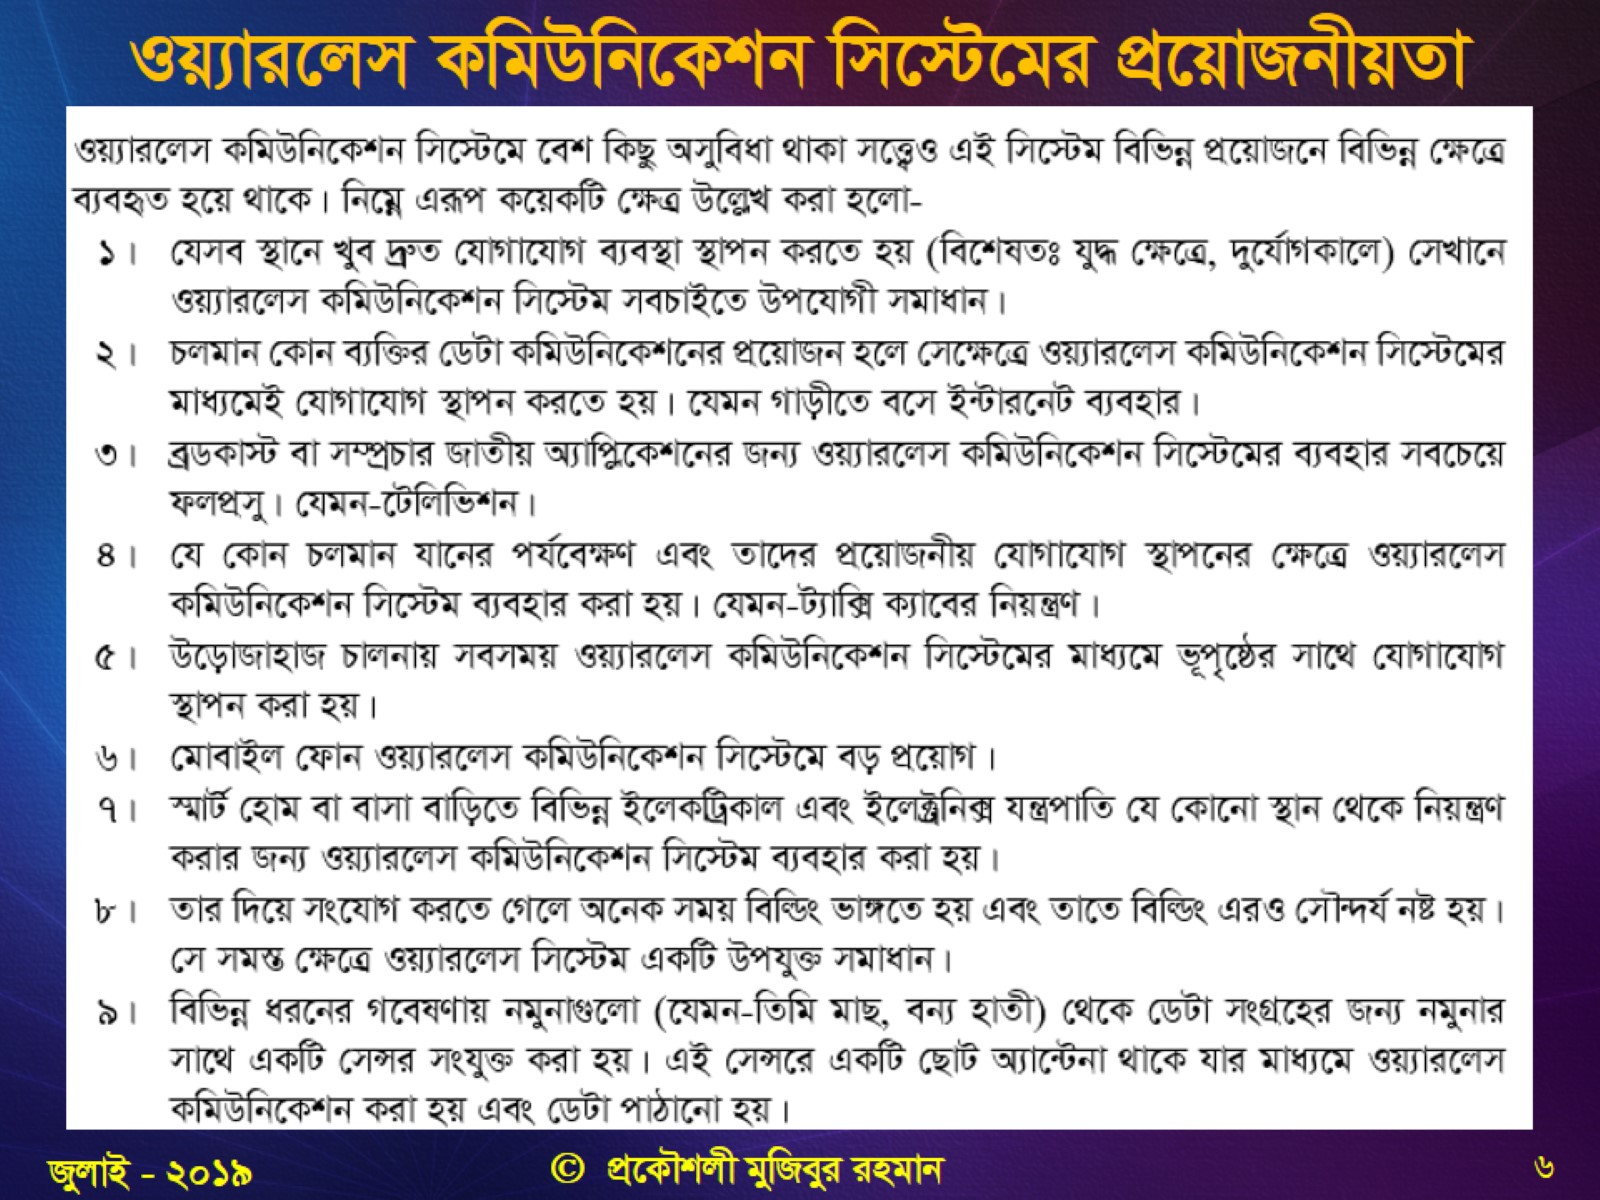 ওয়্যারলেস কমিউনিকেশন সিস্টেমের প্রয়োজনীয়তা
ওয়্যারলেস কমিউনিকেশন সিস্টেমে বেশ কিছু অসুবিধা থাকা সত্ত্বেও এই সিস্টেম বিভিন্ন প্রয়োজনে বিভিন্ন ক্ষেত্রে
ব্যবহৃত হয়ে থাকে। নিম্নে এরূপ কয়েকটি ক্ষেত্র উল্লেখ করা হলো-
১। যেসব স্থানে খুব দ্রুত যোগাযোগ ব্যবস্থা স্থাপন করতে হয় (বিশেষতঃ যুদ্ধ ক্ষেত্রে, দুর্যোগকালে) সেখানে
ওয়্যারলেস কমিউনিকেশন সিস্টেম সবচাইতে উপযোগী সমাধান।
২। চলমান কোন ব্যক্তির ডেটা কমিউনিকেশনের প্রয়োজন হলে সেক্ষেত্রে ওয়্যারলেস কমিউনিকেশন সিস্টেমের
মাধ্যমেই যোগাযোগ স্থাপন করতে হয়। যেমন গাড়ীতে বসে ইন্টারনেট ব্যবহার।
৩। ব্রডকাস্ট বা সম্প্রচার জাতীয় অ্যাপ্লিকেশনের জন্য ওয়্যারলেস কমিউনিকেশন সিস্টেমের ব্যবহার সবচেয়ে
ফলপ্রসু। যেমন-টেলিভিশন।
৪। যে কোন চলমান যানের পর্যবেক্ষণ এবং তাদের প্রয়োজনীয় যোগাযোগ স্থাপনের ক্ষেত্রে ওয়্যারলেস
কমিউনিকেশন সিস্টেম ব্যবহার করা হয়। যেমন-ট্যাক্সি ক্যাবের নিয়ন্ত্রণ।
৫। উড়োজাহাজ চালনায় সবসময় ওয়্যারলেস কমিউনিকেশন সিস্টেমের মাধ্যমে ভূপৃষ্ঠের সাথে যোগাযোগ
স্থাপন করা হয়।
৬। মোবাইল ফোন ওয়্যারলেস কমিউনিকেশন সিস্টেমে বড় প্রয়োগ।
৭। স্মার্ট হোম বা বাসা বাড়িতে বিভিন্ন ইলেকট্রিকাল এবং ইলেক্ট্রনিক্স যন্ত্রপাতি যে কোনো স্থান থেকে নিয়ন্ত্রণ
করার জন্য ওয়্যারলেস কমিউনিকেশন সিস্টেম ব্যবহার করা হয়।
৮। তার দিয়ে সংযোগ করতে গেলে অনেক সময় বিল্ডিং ভাঙ্গতে হয় এবং তাতে বিল্ডিং এরও সৌন্দর্য নষ্ট হয়।
সে সমস্ত ক্ষেত্রে ওয়্যারলেস সিস্টেম একটি উপযুক্ত সমাধান।
৯। বিভিন্ন ধরনের গবেষণায় নমুনাগুলো (যেমন-তিমি মাছ, বন্য হাতী) থেকে ডেটা সংগ্রহের জন্য নমুনার
সাথে একটি সেন্সর সংযুক্ত করা হয়। এই সেন্সরে একটি ছোট অ্যান্টেনা থাকে যার মাধ্যমে ওয়্যারলেস
কমিউনিকেশন করা হয় এবং ডেটা পাঠানো হয়।
জুলাই - ২০১৯ © প্রকৌশলী মুজিবুর রহমান ৬